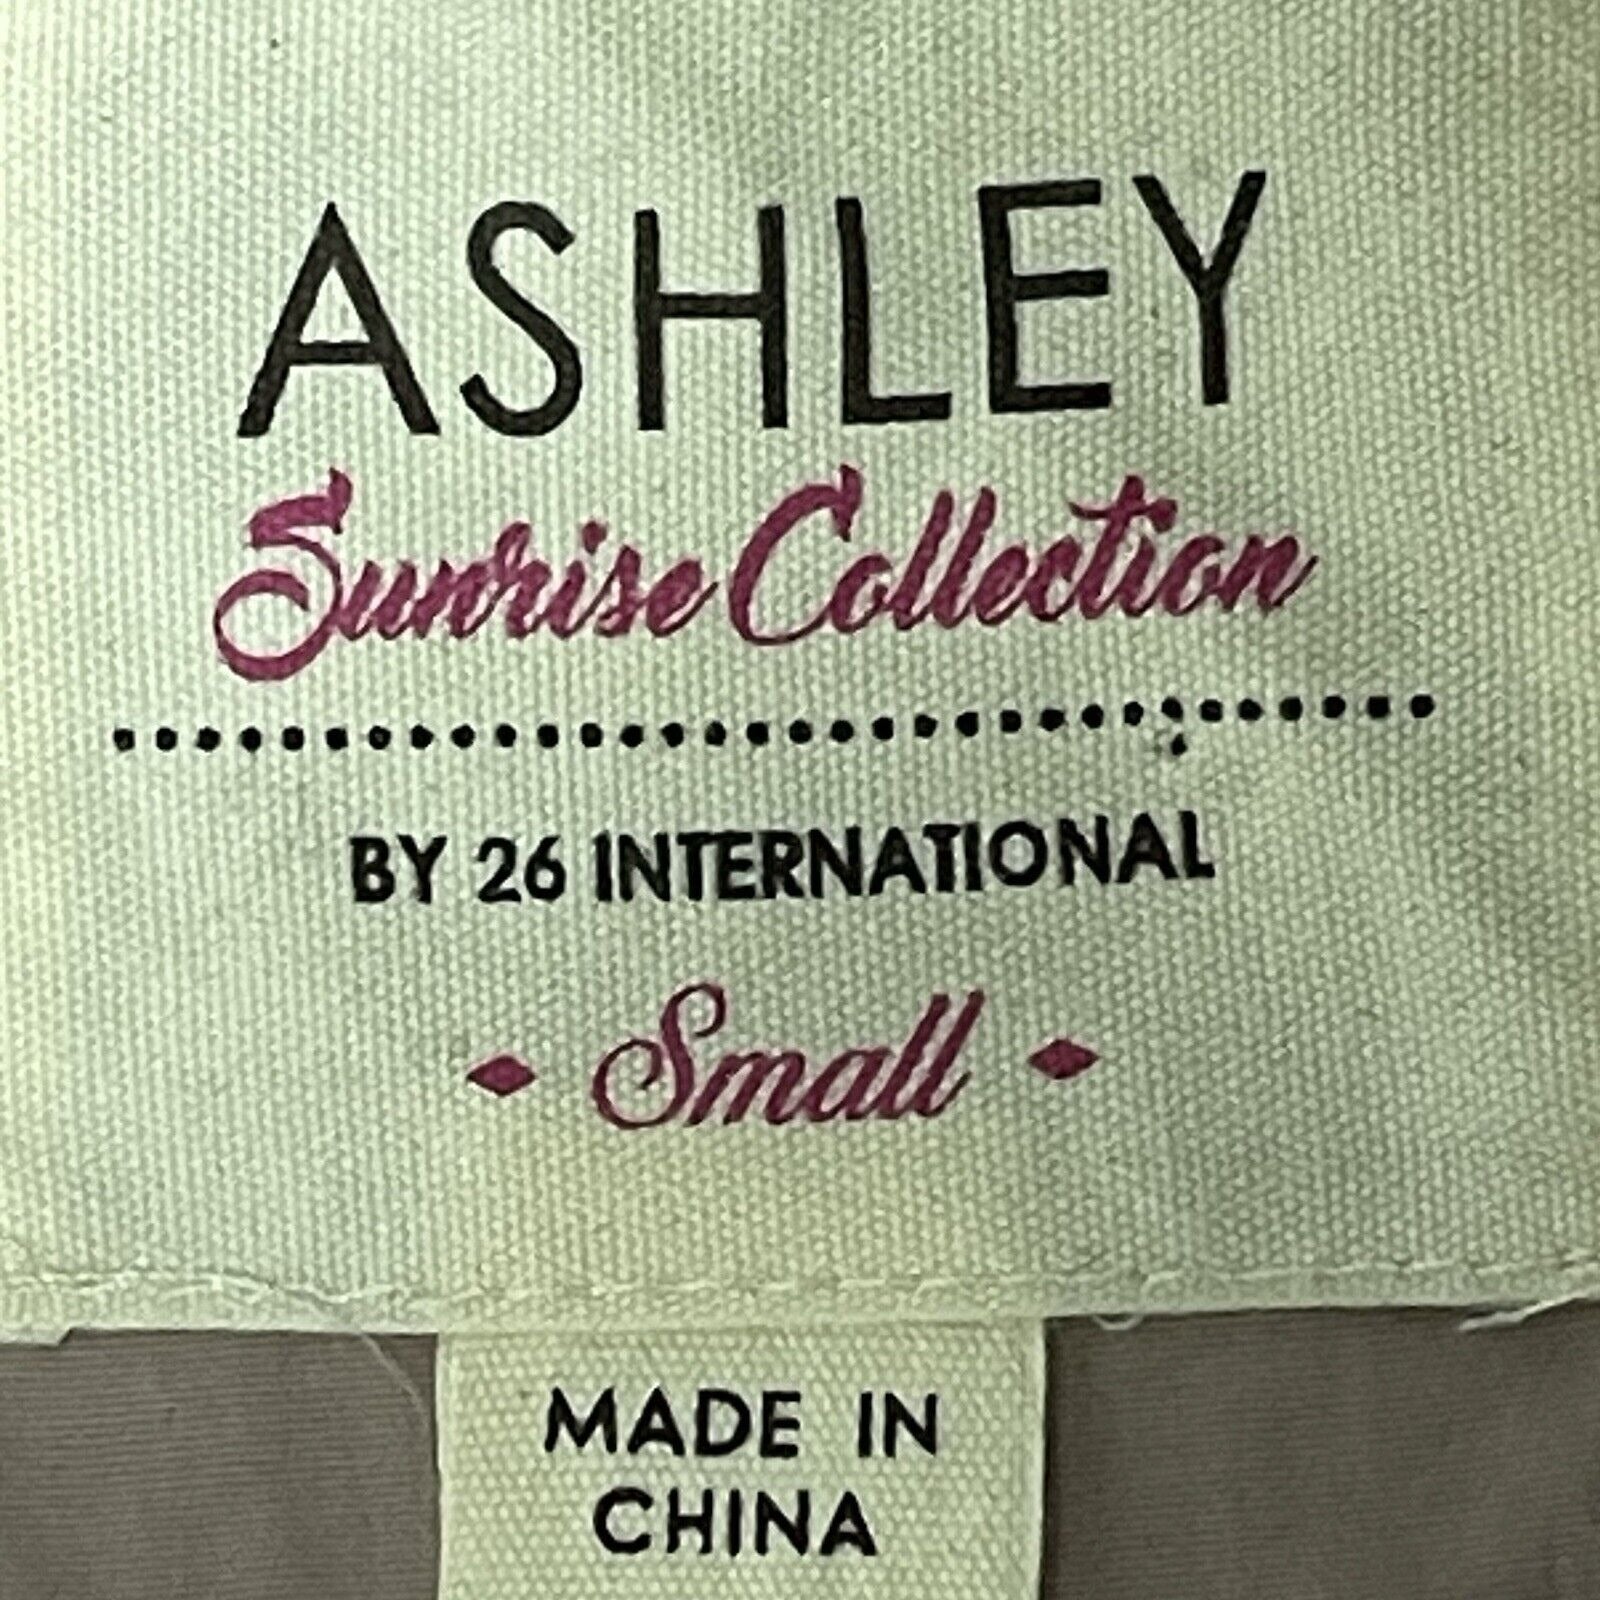 ASHLEY
Sunrise Collection
BY 26 INTERNATIONAL
Small
MADE IN
CHINA